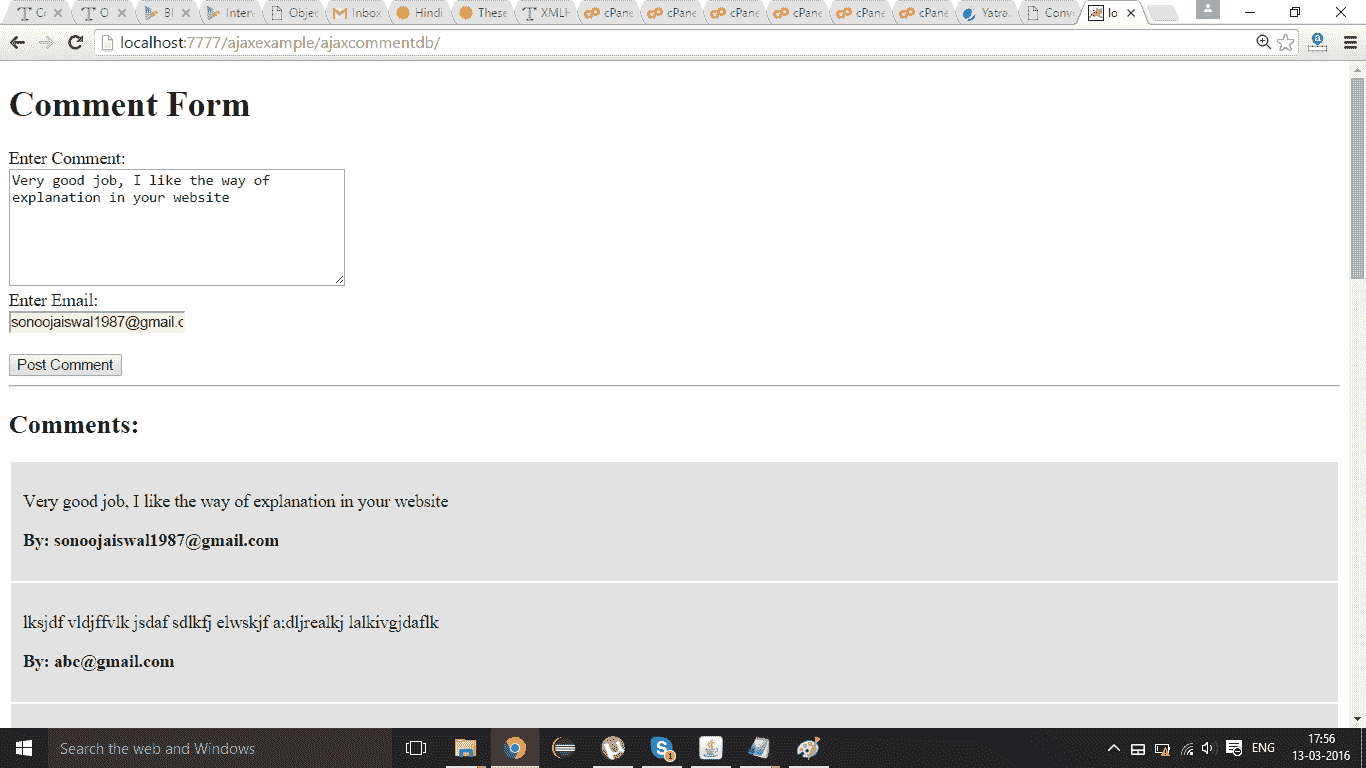 Bl
Inter
Objec
Inbox
Hindi
These
XMLH
cPane
cPane
cPane
cPane
cPane
cPane
Yatra
Conv
lo
localhost:7777/ajaxexample/ajaxcommentdb/
Comment Form
Enter Comment:
Very good job, I like the way of
explanation in your website
Enter Email:
sonoojaiswal1987@gmail.c
Post Comment
Comments:
Very good job, I like the way of explanation in your website
By: sonoojaiswal1987@gmail.com
lksjdf vldjffvlk jsdaf sdlkfj elwskjf a;dljrealkj lalkivgjdaflk
By: abc@gmail.com
Search the web and Windows
ENG
17:56
13-03-2016